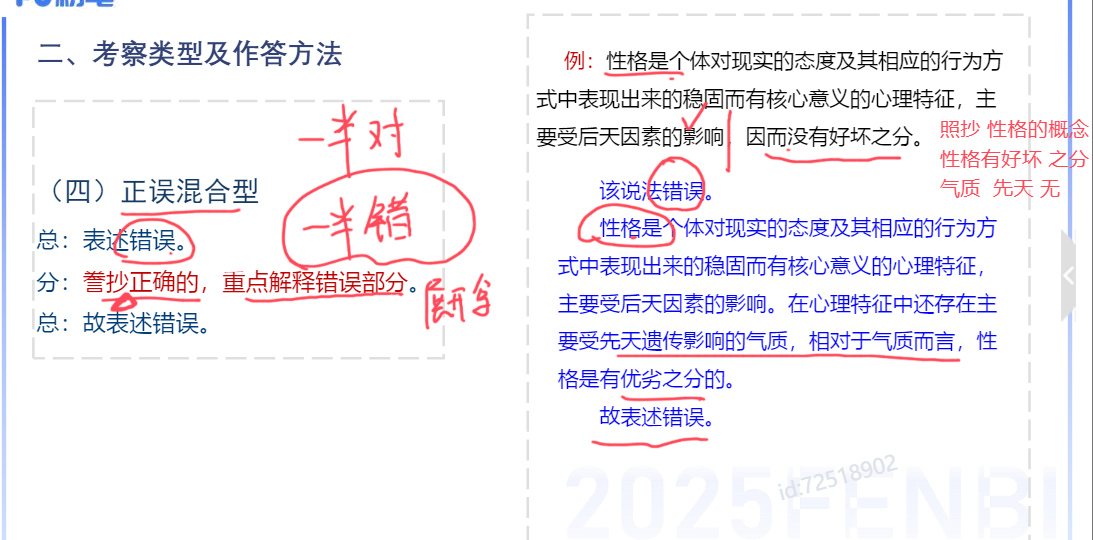 二、考察类型及作答方法
（四）正误混合型
总：表述错误。
分：誊抄正确的，重点解释错误部分。
总：故表述错误。
一半对
一半错
展开拿
例：性格是个体对现实的态度及其相应的行为方
式中表现出来的稳固而有核心意义的心理特征，主
要受后天因素的影响，因而没有好坏之分。
该说法错误。
性格是个体对现实的态度及其相应的行为方
式中表现出来的稳固而有核心意义的心理特征，
主要受后天因素的影响。在心理特征中还存在主
要受先天遗传影响的气质，相对于气质而言，性
格是有优劣之分的。
故表述错误。
照抄 性格的概念
性格有好坏 之分
气质 先天 无
id:72518902
2025FENBI